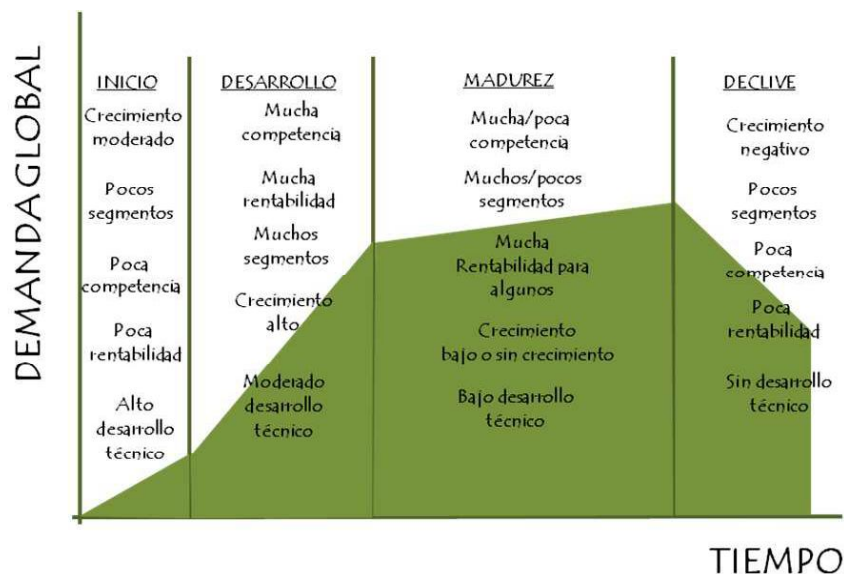 DEMANDA GLOBAL
INICIO
Crecimiento
moderado
Pocos
segmentos
Poca
competencia
Poca
rentabilidad
Alto
desarrollo
técnico
DESARROLLO
Mucha
competencia
Mucha
rentabilidad
Muchos
segmentos
Crecimiento
alto
Moderado
desarrollo
técnico
MADUREZ
Mucha/poca
competencia
Muchos/pocos
segmentos
Mucha
Rentabilidad para
algunos
Crecimiento
bajo o sin crecimiento
Bajo desarrollo
técnico
DECLIVE
Crecimiento
negativo
Pocos
segmentos
Poca
competencia
Poca
rentabilidad
Sin desarrollo
técnico
TIEMPO